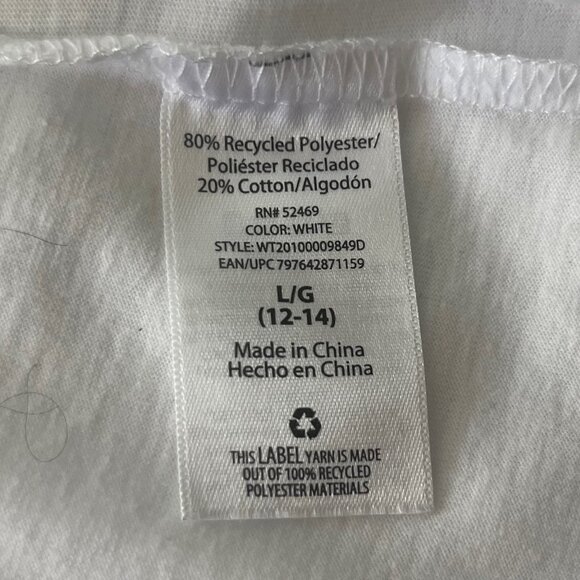 80% Recycled Polyester/
Poliéster Reciclado
20% Cotton/Algodón
RN# 52469
COLOR: WHITE
STYLE: WT20100009849D
EAN/UPC 797642871159
L/G
(12-14)
Made in China
Hecho en China
THIS LABEL YARN IS MADE
OUT OF 100% RECYCLED
POLYESTER MATERIALS